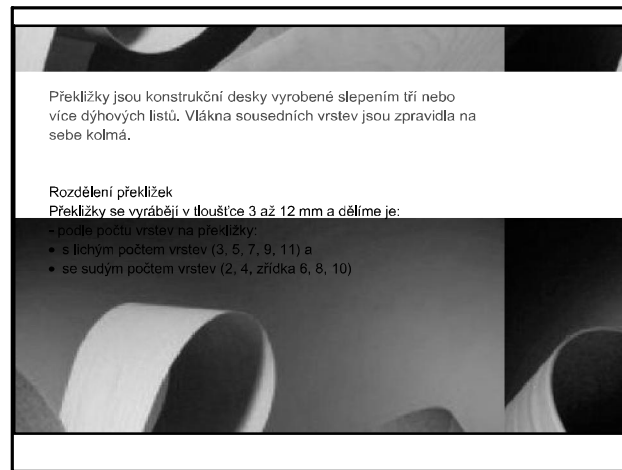 Překližky jsou konstrukční desky vyrobené slepením tří nebo
více dýhových listů. Vlákna sousedních vrstev jsou zpravidla na
sebe kolmá.
Rozdělení překližek
Překližky se vyrábějí v tloušťce 3 až 12 mm a dělíme je:
- podle počtu vrstev na překližky:
• s lichým počtem vrstev (3, 5, 7, 9, 11) a
• se sudým počtem vrstev (2, 4, zřídka 6, 8, 10)